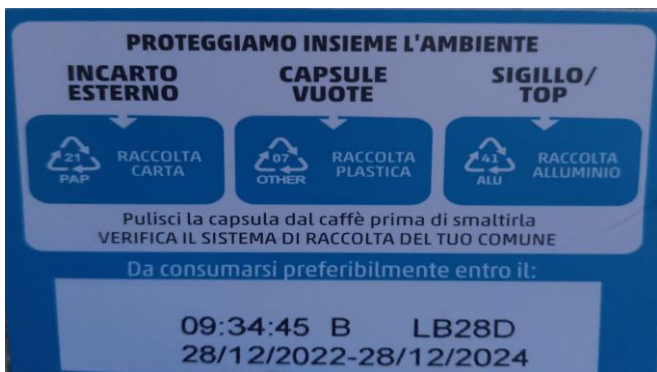 PROTEGGIAMO INSIEME L'AMBIENTE
INCARTO
ESTERNO
CAPSULE
VUOTE
SIGILLO/
TOP
21
PAP
RACCOLTA
CARTA
07
OTHER
RACCOLTA
PLASTICA
41
ALU
RACCOLTA
ALLUMINIO
Pulisci la capsula dal caffè prima di smaltirla
VERIFICA IL SISTEMA DI RACCOLTA DEL TUO COMUNE
Da consumarsi preferibilmente entro il:
09:34:45 B LB28D
28/12/2022-28/12/2024